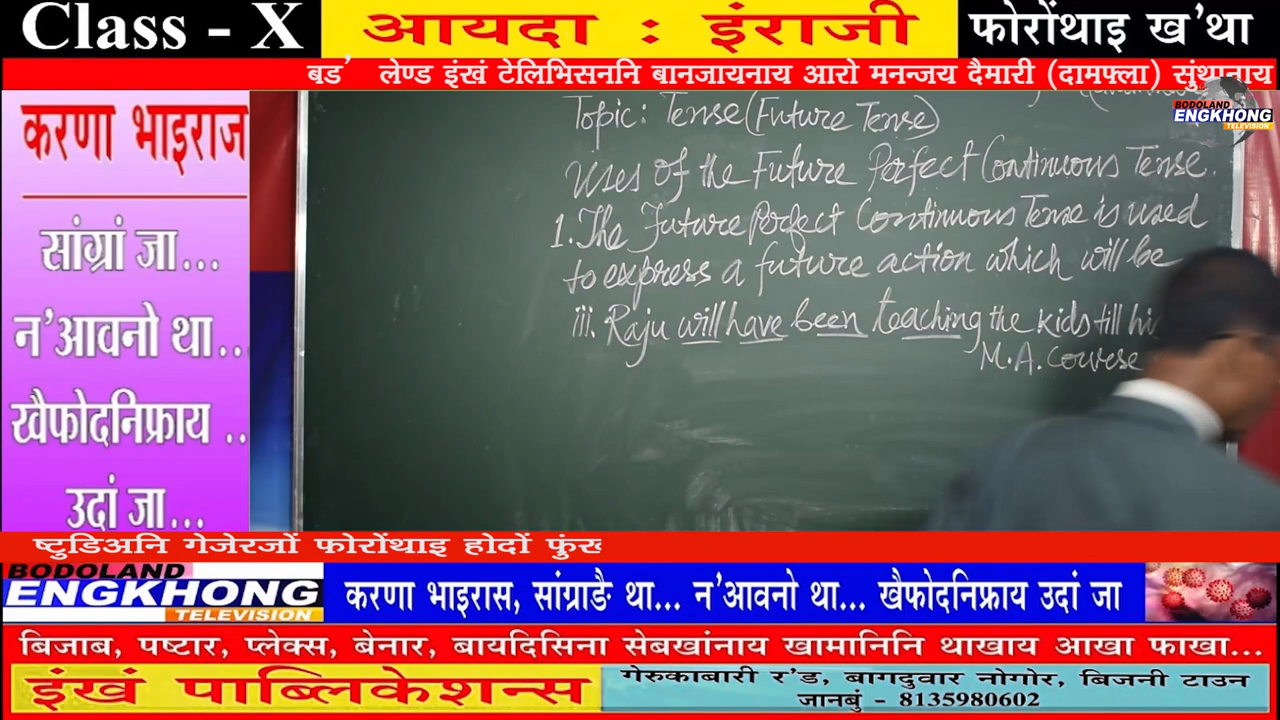 Class - X
आयदा : इंराजी
फोरोंथाइ ख'था
बड' लेण्ड इंखं टेलिभिसननि बानजायनाय आरो मनन्जय दैमारी (दामफ्ला) सुंथानाय
BODOLAND
ENGKHONG
TELEVISION
करणा भाइराज
सांग्रां जा...
न'आवनो था...
खैफोदनिफ्राय ..
उदां जा...
Topic: Tense (Future Tense)
Uses of the Future Perfect Continuous Tense.
1. The Future Perfect Continuous Tense is used
to express a future action which will be
iii. Raju will have been teaching the kids till
M.A. Course
ष्टुडिअनि गेजेरजों फोरोंथाइ होदों
BODOLAND
ENGKHONG
TELEVISION
करणा भाइरास, सांग्राङै था... न'आवनो था... खैफोदनिफ्राय उदां जा
बिजाब, पष्टार, प्लेक्स, बेनार, बायदिसिना सेबखांनाय खामानिनि थाखाय आखा फाखा...
इंखं पाब्लिकेशन्स
गेरुकाबारी र'ड, बागदुवार नोगोर, बिजनी टाउन
जानबुं - 8135980602